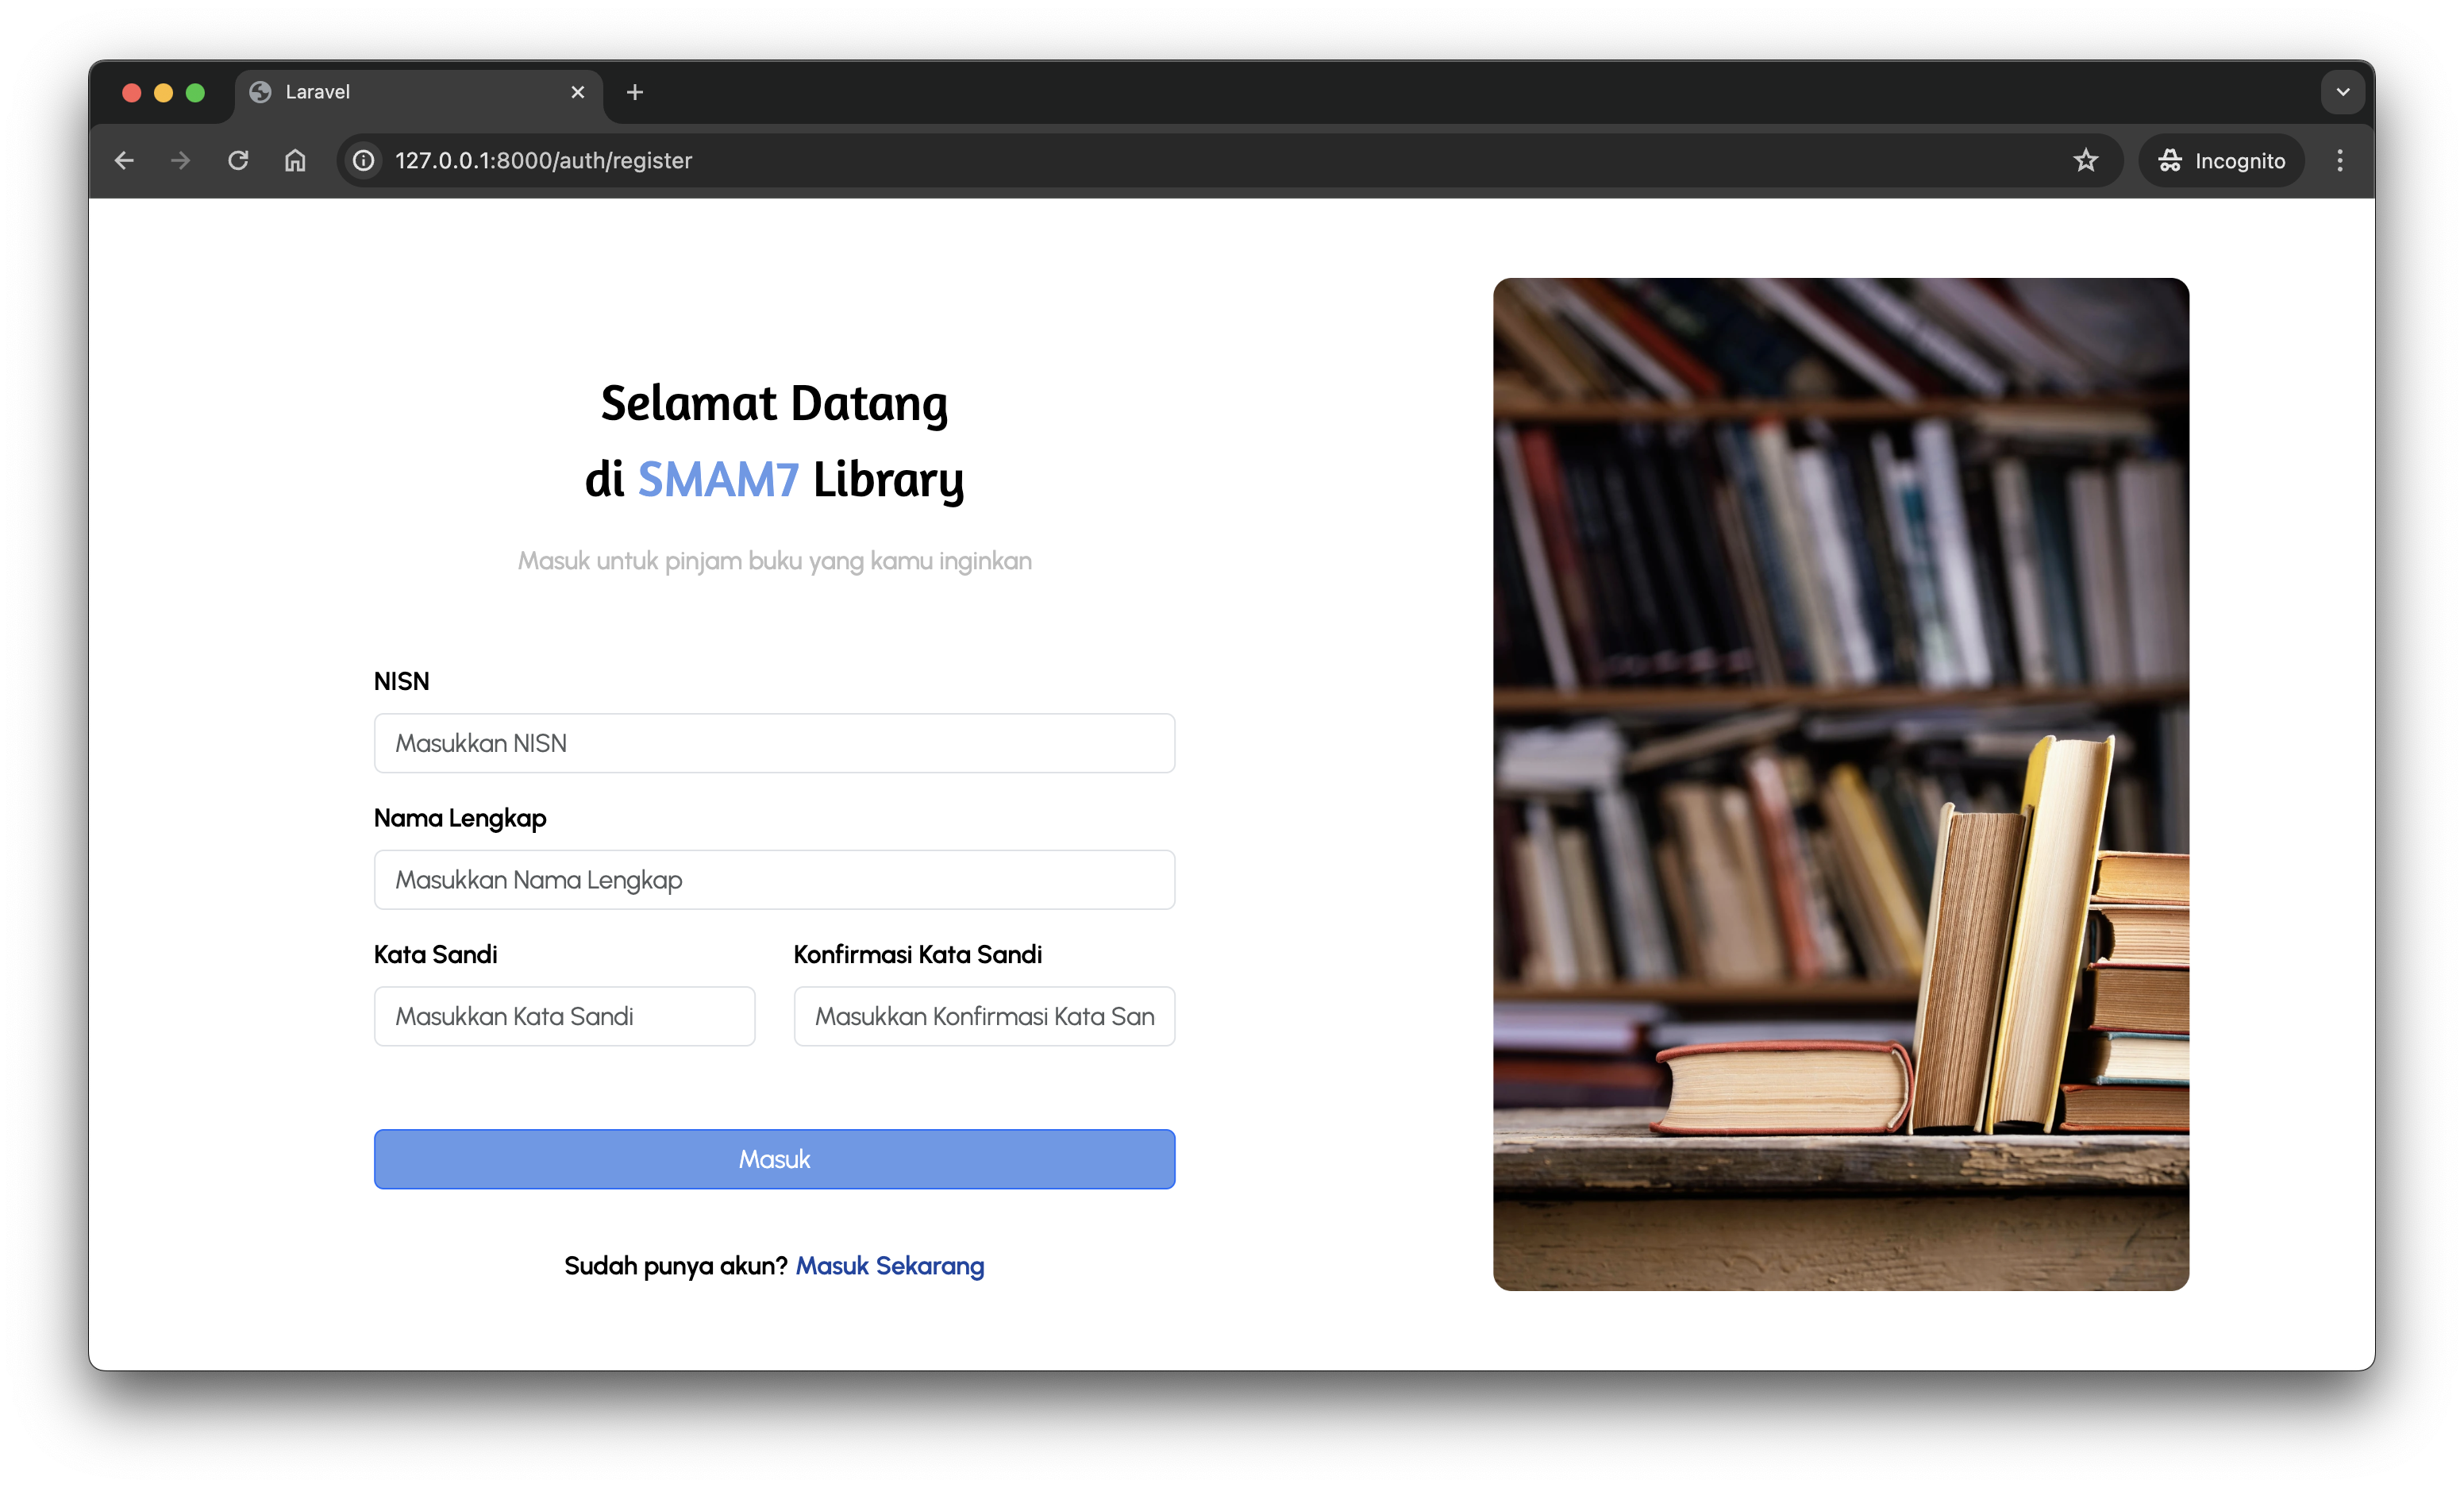 Laravel
127.0.0.1:8000/auth/register
Incognito
Selamat Datang
di SMAM7 Library
Masuk untuk pinjam buku yang kamu inginkan
NISN
Masukkan NISN
Nama Lengkap
Masukkan Nama Lengkap
Kata Sandi
Konfirmasi Kata Sandi
Masukkan Kata Sandi
Masukkan Konfirmasi Kata San
Masuk
Sudah punya akun? Masuk Sekarang